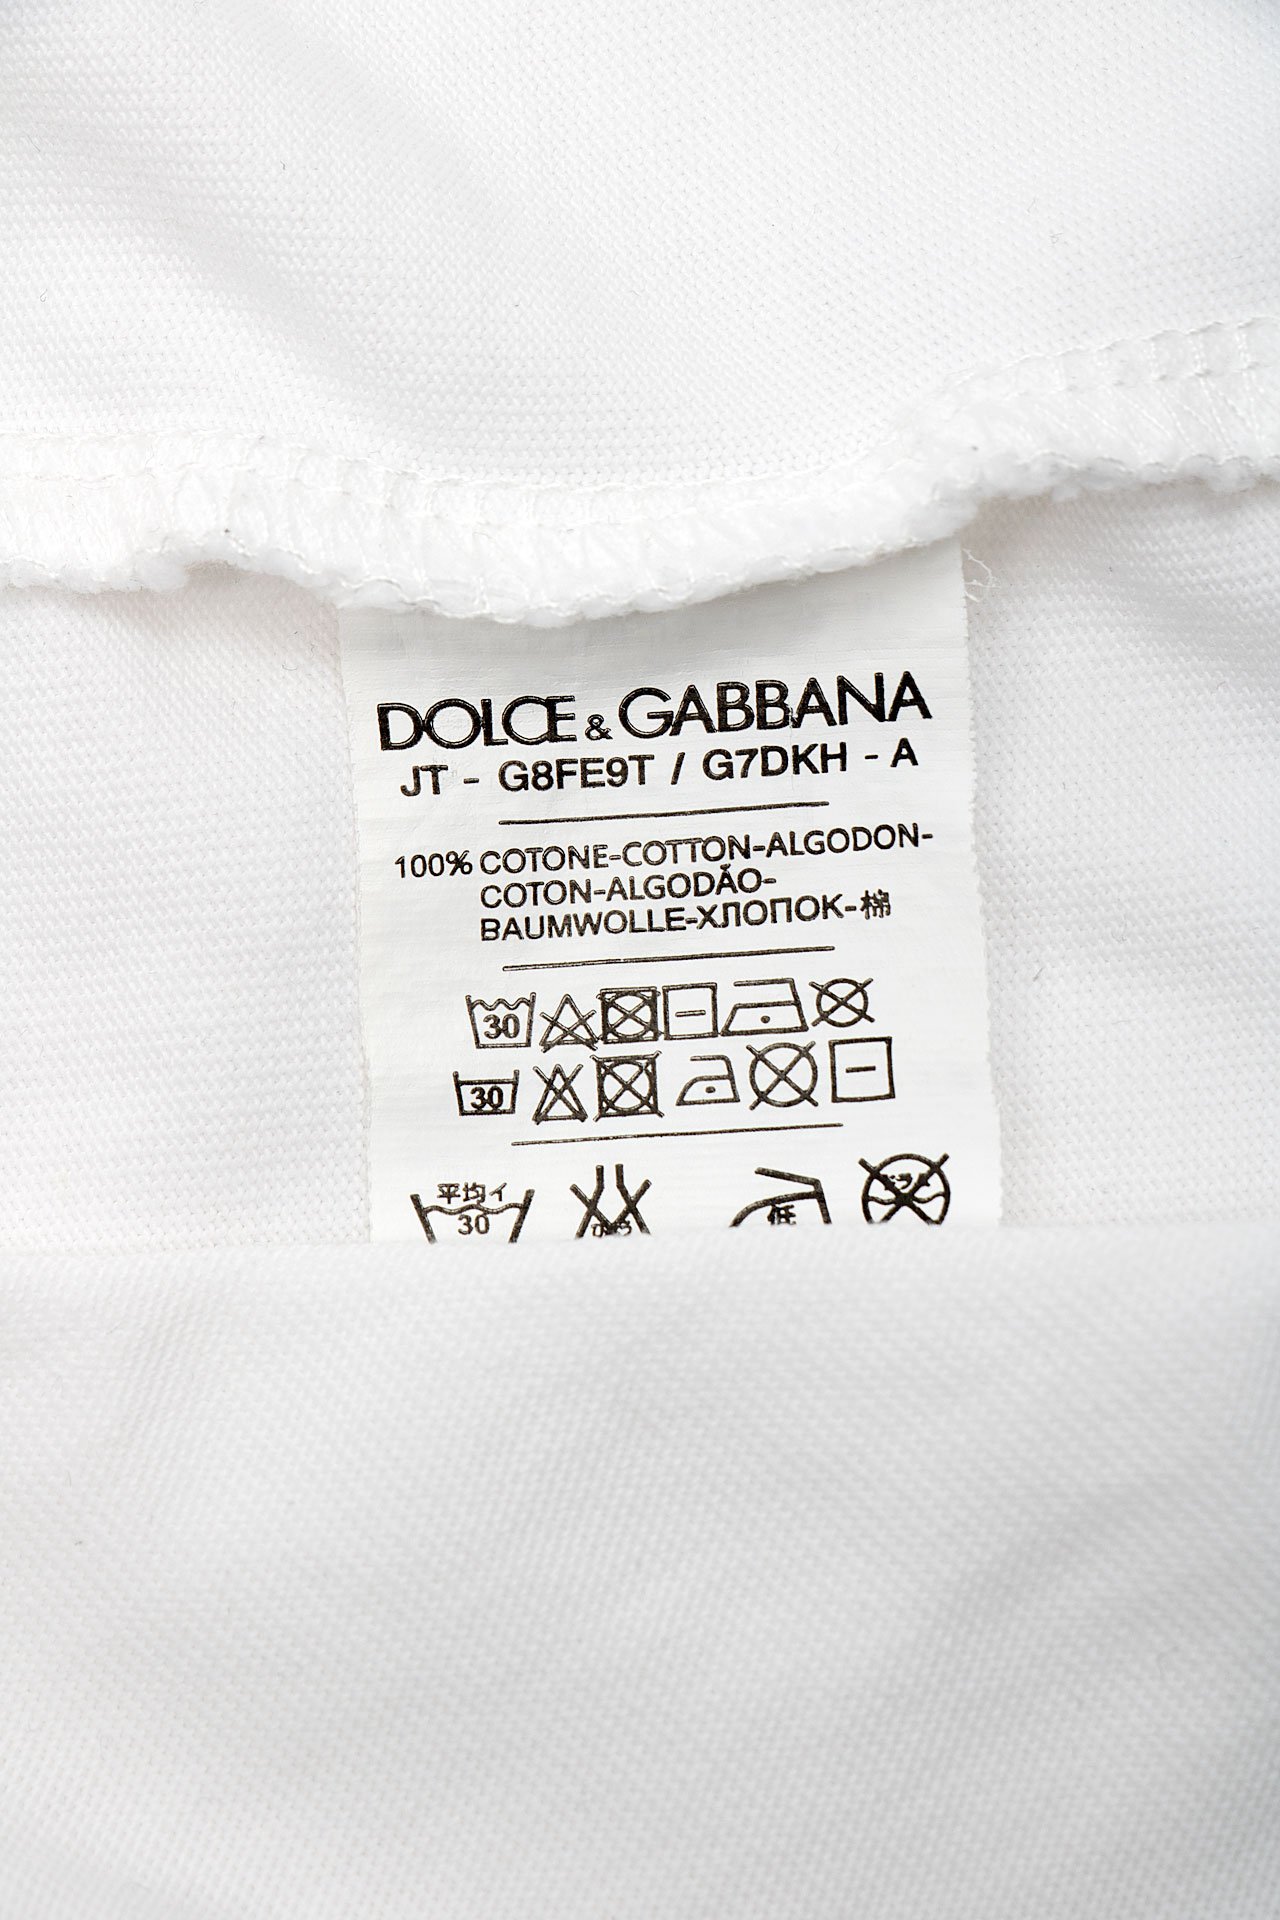 DOLCE & GABBANA
JT - G8FE9T / G7DKH - A
100% COTONE-COTTON-ALGODON-
COTON-ALGODÃO-
BAUMWOLLE-ХЛОПОК-棉
30
30
平均イ
30
低